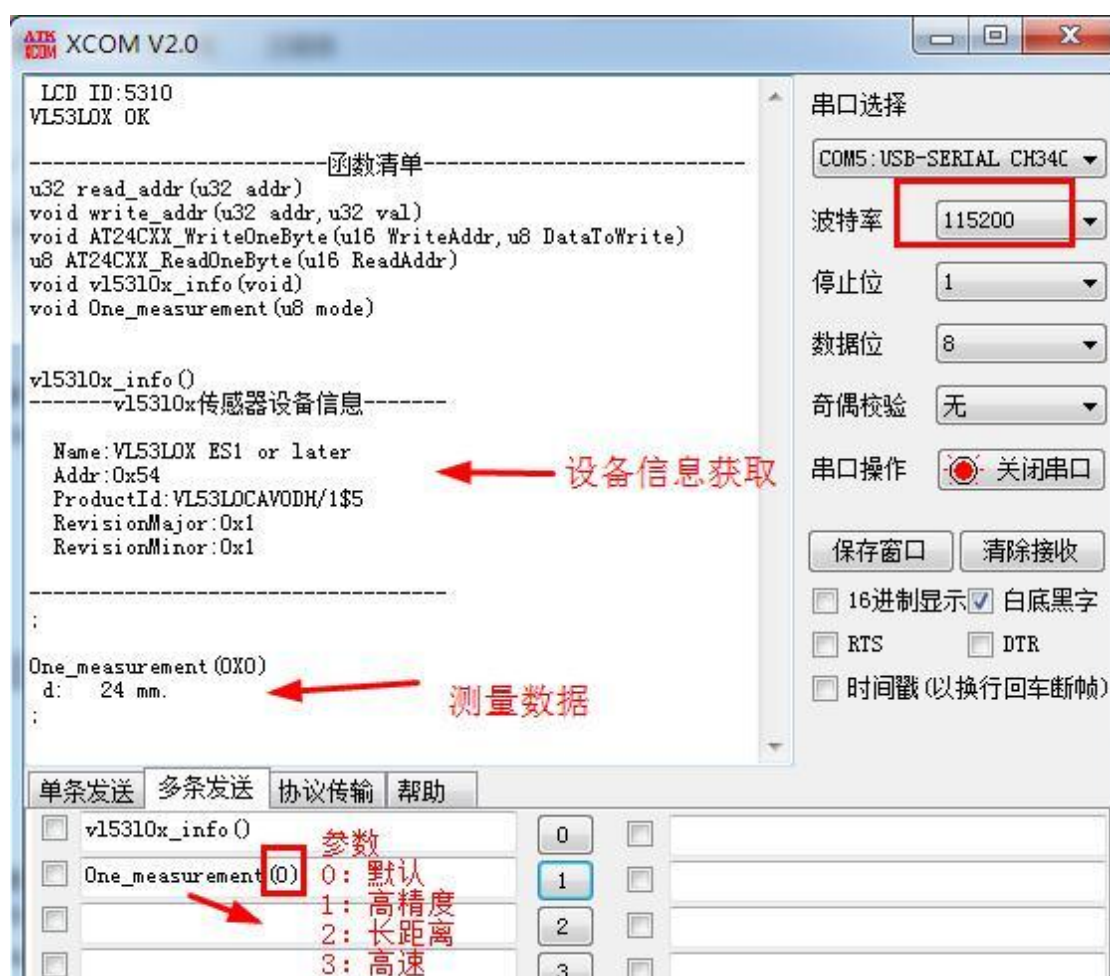 ATK
XCOM
XCOM V2.0
LCD ID:5310
VL53L0X OK
-------------------------函数清单---------------------------
u32 read_addr(u32 addr)
void write_addr(u32 addr,u32 val)
void AT24CXX_WriteOneByte(u16 WriteAddr,u8 DataToWrite)
u8 AT24CXX_ReadOneByte(u16 ReadAddr)
void vl53l0x_info(void)
void One_measurement(u8 mode)
vl53l0x_info()
-------vl53l0x传感器设备信息-------
Name:VL53L0X ES1 or later
Addr:0x54
ProductId:VL53L0CAV0DH/1$5
RevisionMajor:0x1
RevisionMinor:0x1
-----------------------------------
;
One_measurement(0X0)
d: 24 mm.
;
设备信息获取
测量数据
串口选择
COM5:USB-SERIAL CH34C
波特率 115200
停止位 1
数据位 8
奇偶校验 无
串口操作 关闭串口
保存窗口 清除接收
16进制显示 白底黑字
RTS DTR
时间戳(以换行回车断帧)
单条发送 多条发送 协议传输 帮助
vl53l0x_info() 0
One_measurement(0) 1
2
3
参数
0：默认
1：高精度
2：长距离
3：高速